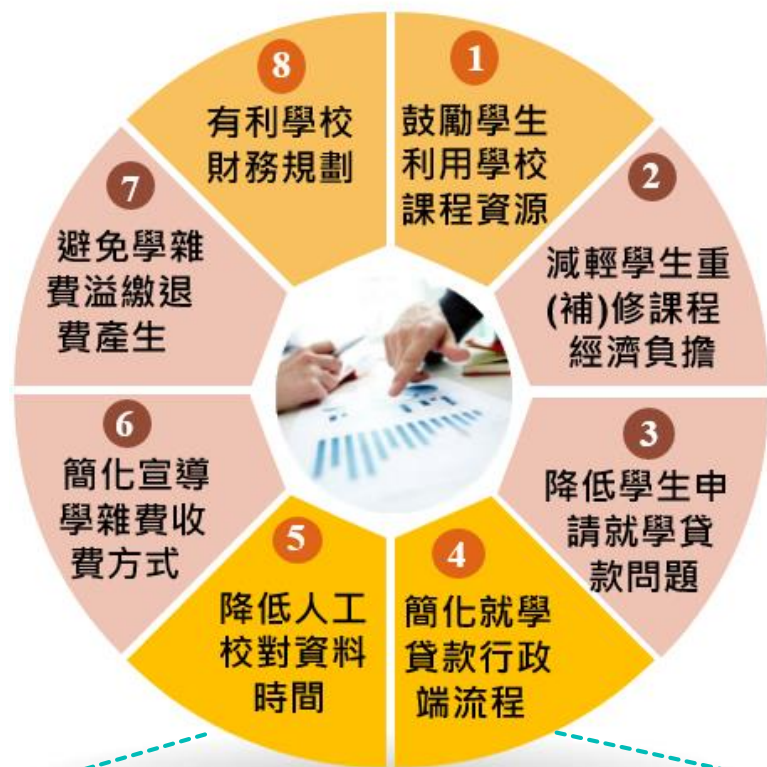 1
鼓勵學生
利用學校
課程資源
2
減輕學生重
(補)修課程
經濟負擔
3
降低學生申
請就學貸
款問題
4
簡化就學
貸款行政
端流程
5
降低人工
校對資料
時間
6
簡化宣導
學雜費收
費方式
7
避免學雜
費溢繳退
費產生
8
有利學校
財務規劃